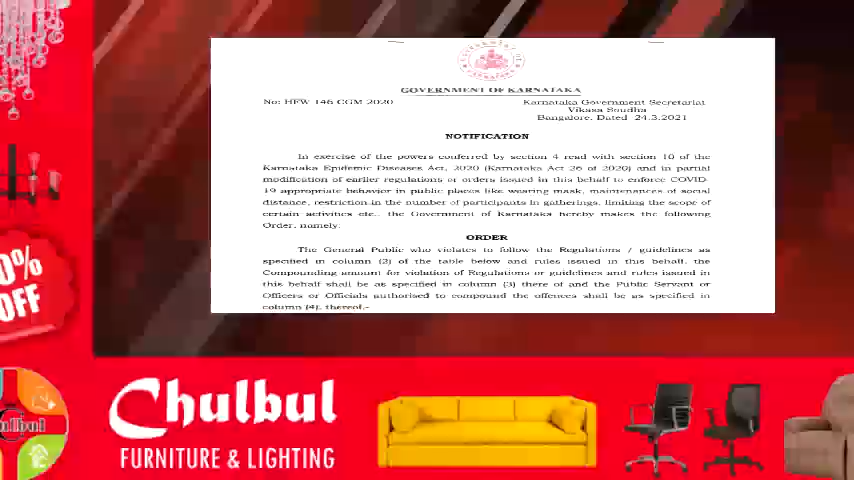 GOVERNMENT OF KARNATAKA
No: HFW 146 CGM 2020
Karnataka Government Secretariat
Vikasa Soudha
Bangalore, Dated 24.3.2021
NOTIFICATION
In exercise of the powers conferred by section 4 read with section 10 of the
Karnataka Epidemic Diseases Act, 2020 (Karnataka Act 26 of 2020) and in partial
modification of earlier regulations or orders issued in this behalf to enforce COVID-
19 appropriate behavior in public places like wearing mask, maintenances of social
distance, restriction in the number of participants in gatherings, limiting the scope of
certain activities etc., the Government of Karnataka hereby makes the following
Order, namely:
ORDER
The General Public who violates to follow the Regulations / guidelines as
specified in column (2) of the table below and rules issued in this behalf, the
Compounding amount for violation of Regulations or guidelines and rules issued in
this behalf shall be as specified in column (3) there of and the Public Servant or
Officers or Officials authorised to compound the offences shall be as specified in
column (4), thereof,-
0%
OFF
Chulbul
FURNITURE & LIGHTING